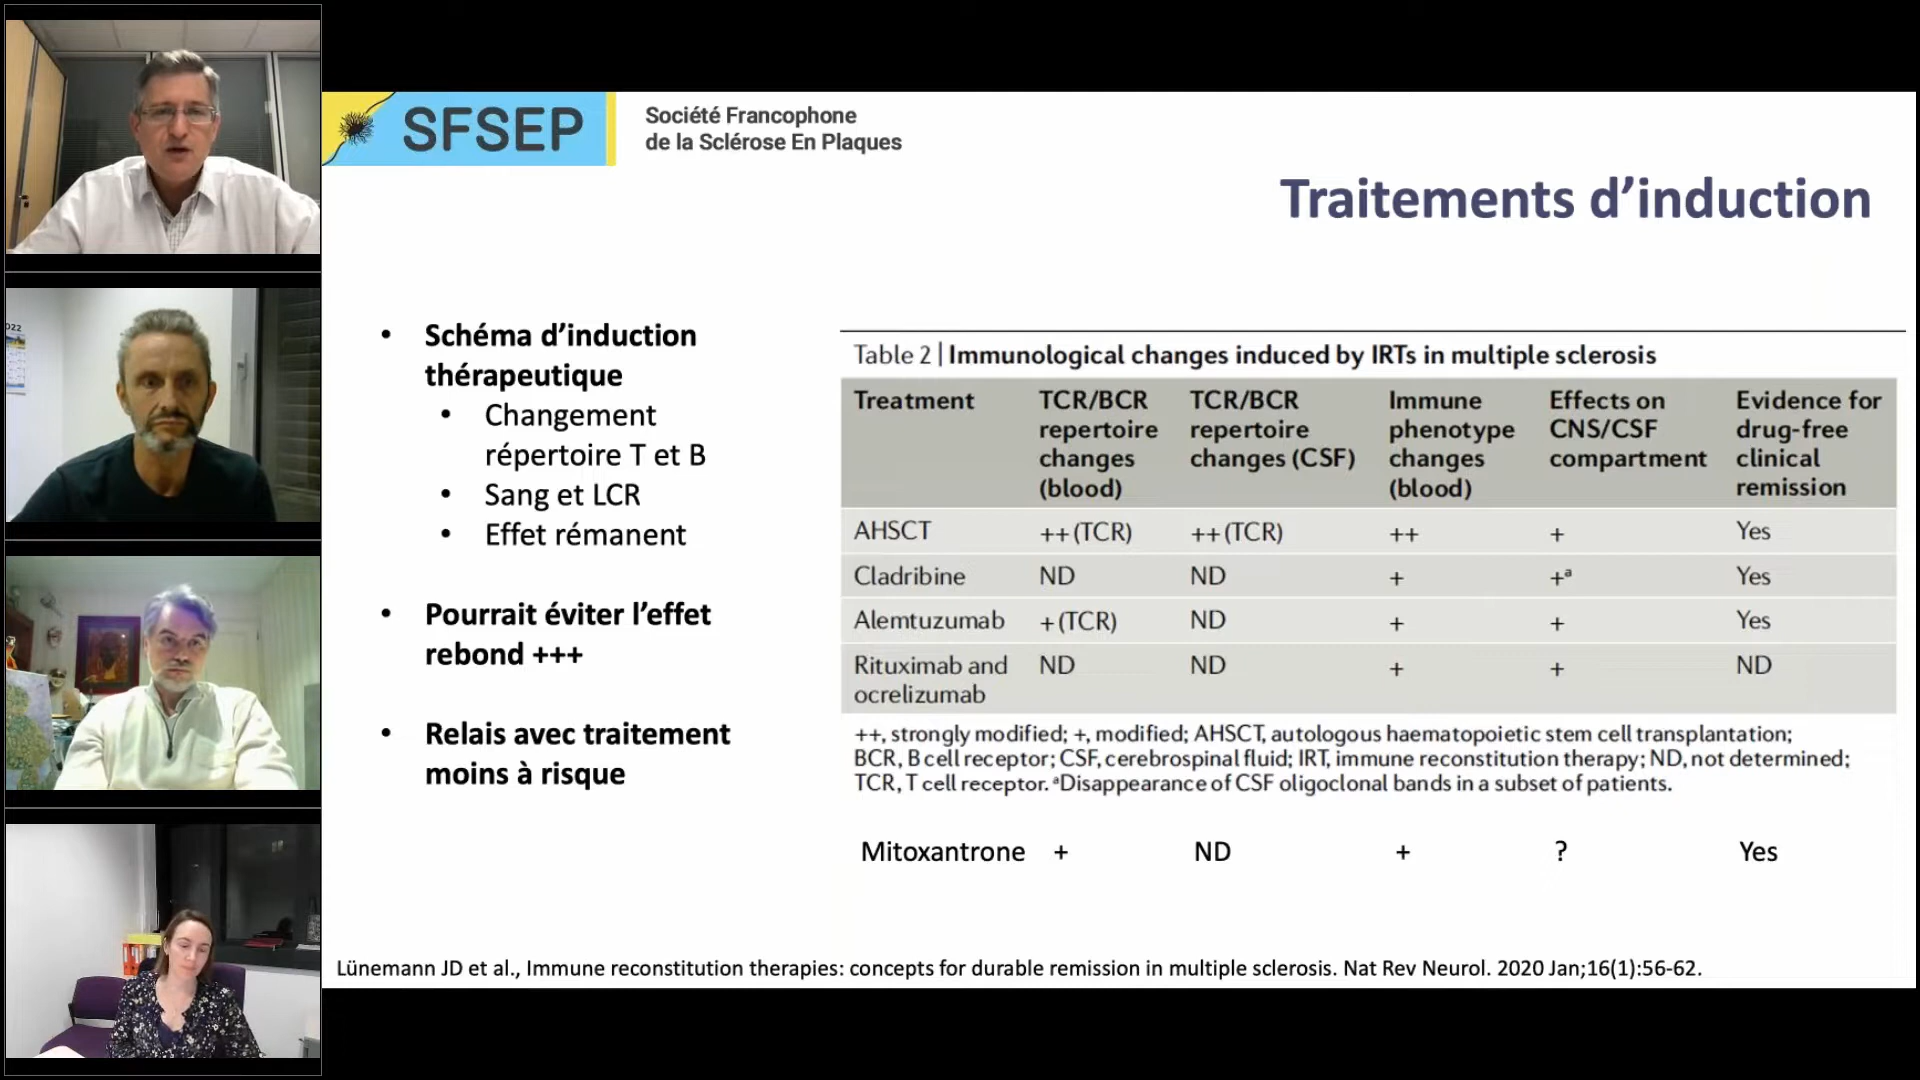 SFSEP
Société Francophone
de la Sclérose En Plaques
Traitements d’induction
• Schéma d’induction
thérapeutique
• Changement
répertoire T et B
• Sang et LCR
• Effet rémanent
• Pourrait éviter l’effet
rebond +++
• Relais avec traitement
moins à risque
Table 2 | Immunological changes induced by IRTs in multiple sclerosis
Treatment TCR/BCR repertoire changes (blood) TCR/BCR repertoire changes (CSF) Immune phenotype changes (blood) Effects on CNS/CSF compartment Evidence for drug-free clinical remission
AHSCT ++ (TCR) ++ (TCR) ++ + Yes
Cladribine ND ND + +ᵃ Yes
Alemtuzumab + (TCR) ND + + Yes
Rituximab and ocrelizumab ND ND + + ND
++, strongly modified; +, modified; AHSCT, autologous haematopoietic stem cell transplantation;
BCR, B cell receptor; CSF, cerebrospinal fluid; IRT, immune reconstitution therapy; ND, not determined;
TCR, T cell receptor. ᵃDisappearance of CSF oligoclonal bands in a subset of patients.
Mitoxantrone + ND + ? Yes
Lünemann JD et al., Immune reconstitution therapies: concepts for durable remission in multiple sclerosis. Nat Rev Neurol. 2020 Jan;16(1):56-62.